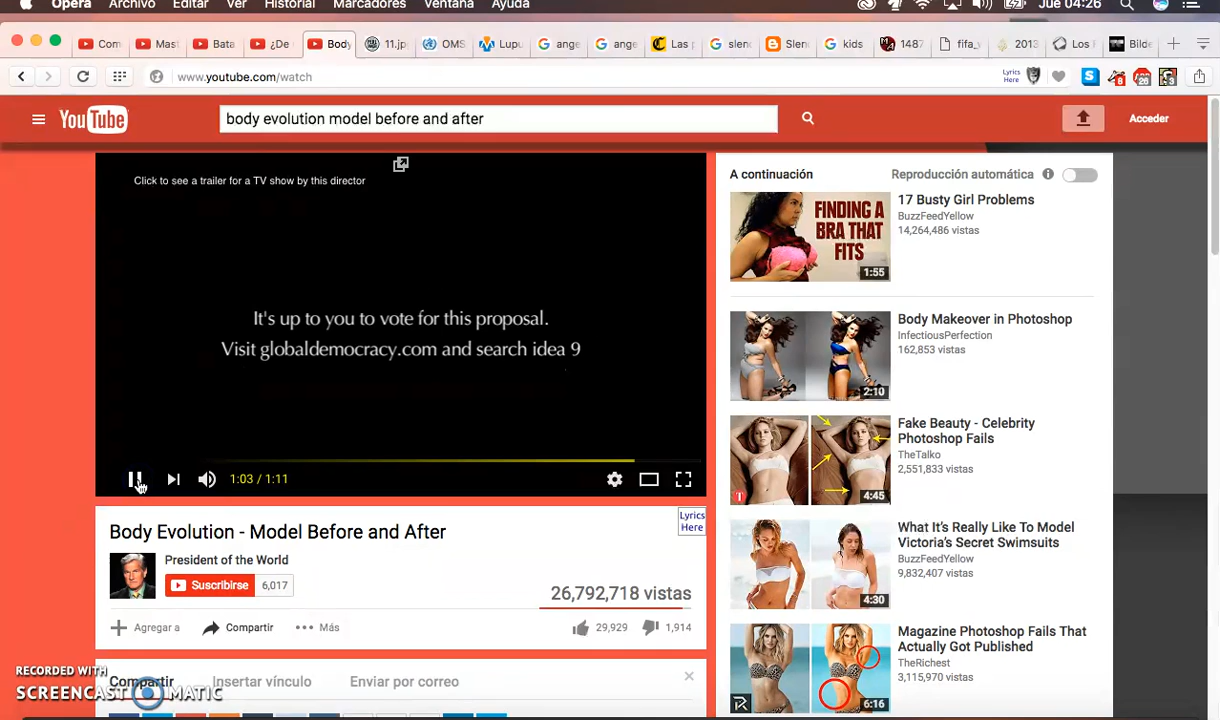 Opera Archivo Editar Ver Historial Marcadores Ventana Ayuda Jue 04:26
Com Mast Bata ¿De Body 11.jp OMS Lupu ange ange Las p slend Slen kids 1487 fifa_ 2013 Los Bilde
www.youtube.com/watch Lyrics Here
YouTube body evolution model before and after Acceder
Click to see a trailer for a TV show by this director
It's up to you to vote for this proposal.
Visit globaldemocracy.com and search idea 9
1:03 / 1:11
Body Evolution - Model Before and After
Lyrics
Here
President of the World
Suscribirse 6,017
26,792,718 vistas
Agregar a Compartir Más 29,929 1,914
Compartir Insertar vínculo Enviar por correo
RECORDED WITH
SCREENCAST MATIC
A continuación Reproducción automática
17 Busty Girl Problems
BuzzFeedYellow
14,264,486 vistas
FINDING A
BRA THAT
FITS
1:55
Body Makeover in Photoshop
InfectiousPerfection
162,853 vistas
2:10
Fake Beauty - Celebrity
Photoshop Fails
TheTalko
2,551,833 vistas
4:45
What It's Really Like To Model
Victoria's Secret Swimsuits
BuzzFeedYellow
9,832,407 vistas
4:30
Magazine Photoshop Fails That
Actually Got Published
TheRichest
3,115,970 vistas
6:16